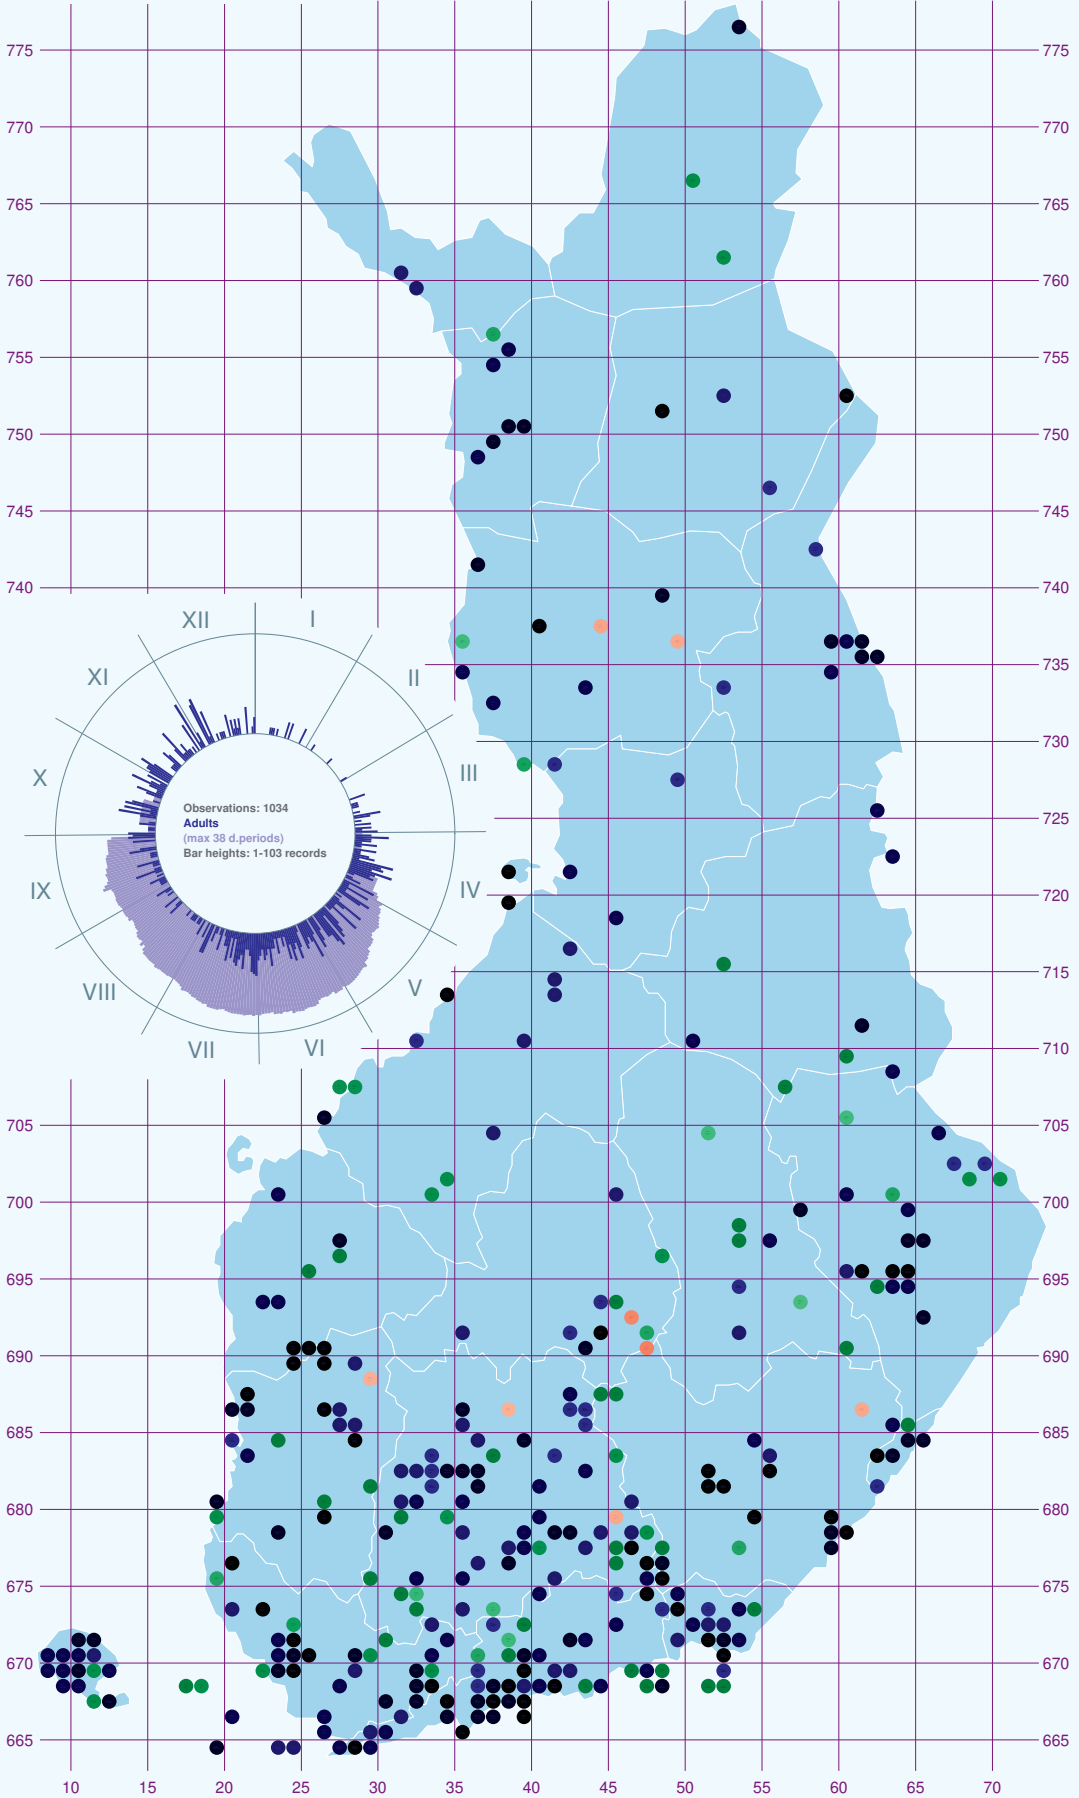 775 775
770 770
765 765
760 760
755 755
750 750
745 745
740 740
XII I
XI II
735
X III
730
Observations: 1034
Adults
(max 38 d.periods)
Bar heights: 1-103 records
725
IX IV
720
VIII V
715
VII VI
710
705 705
700 700
695 695
690 690
685 685
680 680
675 675
670 670
665 665
10 15 20 25 30 35 40 45 50 55 60 65 70